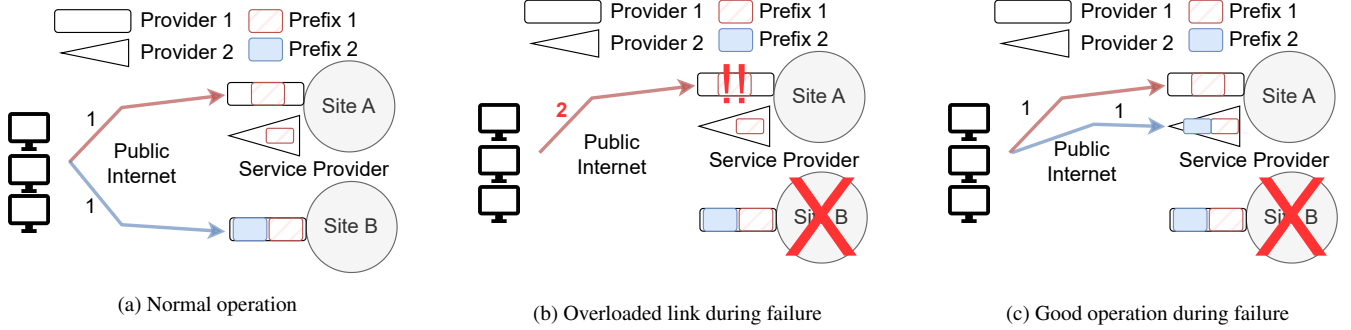 Provider 1 Prefix 1
Provider 2 Prefix 2
Site A
1
Public
Internet
Service Provider
1
Site B
(a) Normal operation
Provider 1 Prefix 1
Provider 2 Prefix 2
!!
Site A
2
Public
Internet
Service Provider
Site B
(b) Overloaded link during failure
Provider 1 Prefix 1
Provider 2 Prefix 2
Site A
1
1
Public
Internet
Service Provider
Site B
(c) Good operation during failure